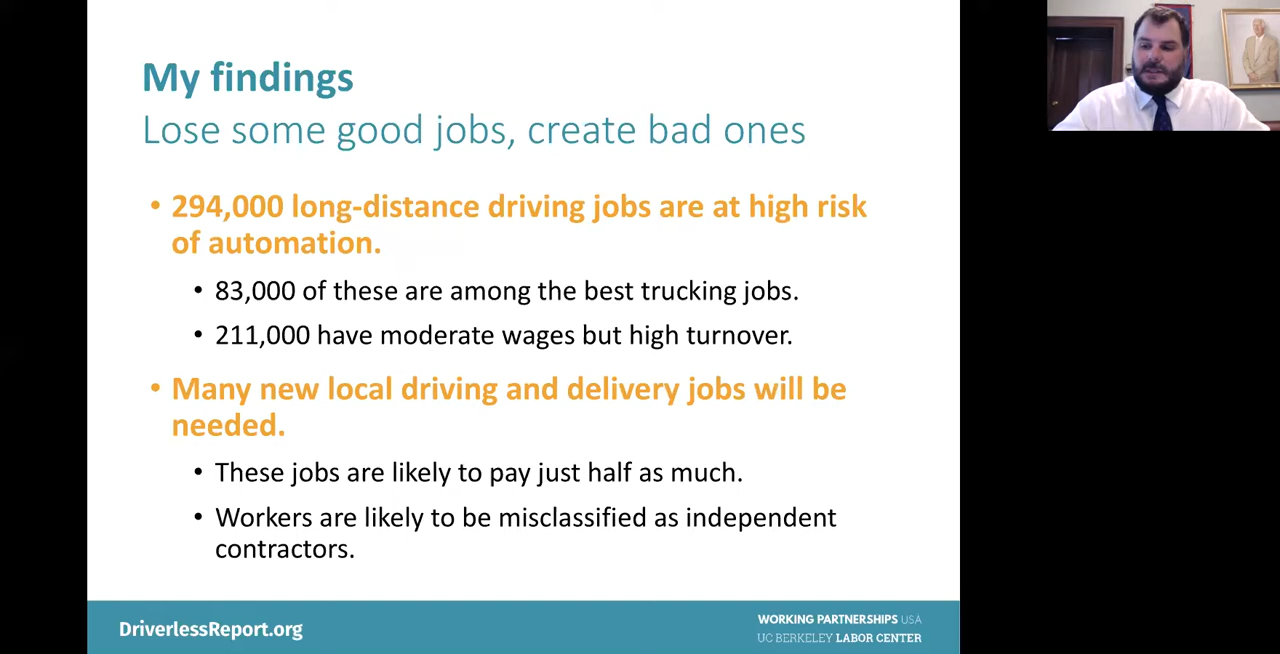 My findings
Lose some good jobs, create bad ones
• 294,000 long-distance driving jobs are at high risk
of automation.
• 83,000 of these are among the best trucking jobs.
• 211,000 have moderate wages but high turnover.
• Many new local driving and delivery jobs will be
needed.
• These jobs are likely to pay just half as much.
• Workers are likely to be misclassified as independent
contractors.
DriverlessReport.org
WORKING PARTNERSHIPS USA
UC BERKELEY LABOR CENTER